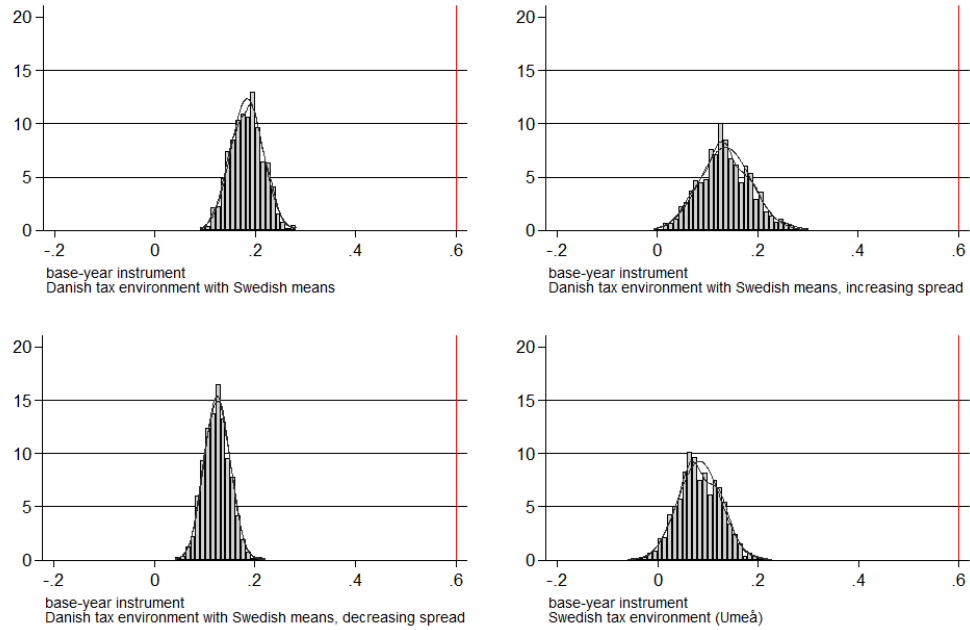 20
15
10
5
0
-.2 0 .2 .4 .6
base-year instrument
Danish tax environment with Swedish means
20
15
10
5
0
-.2 0 .2 .4 .6
base-year instrument
Danish tax environment with Swedish means, increasing spread
20
15
10
5
0
-.2 0 .2 .4 .6
base-year instrument
Danish tax environment with Swedish means, decreasing spread
20
15
10
5
0
-.2 0 .2 .4 .6
base-year instrument
Swedish tax environment (Umeå)